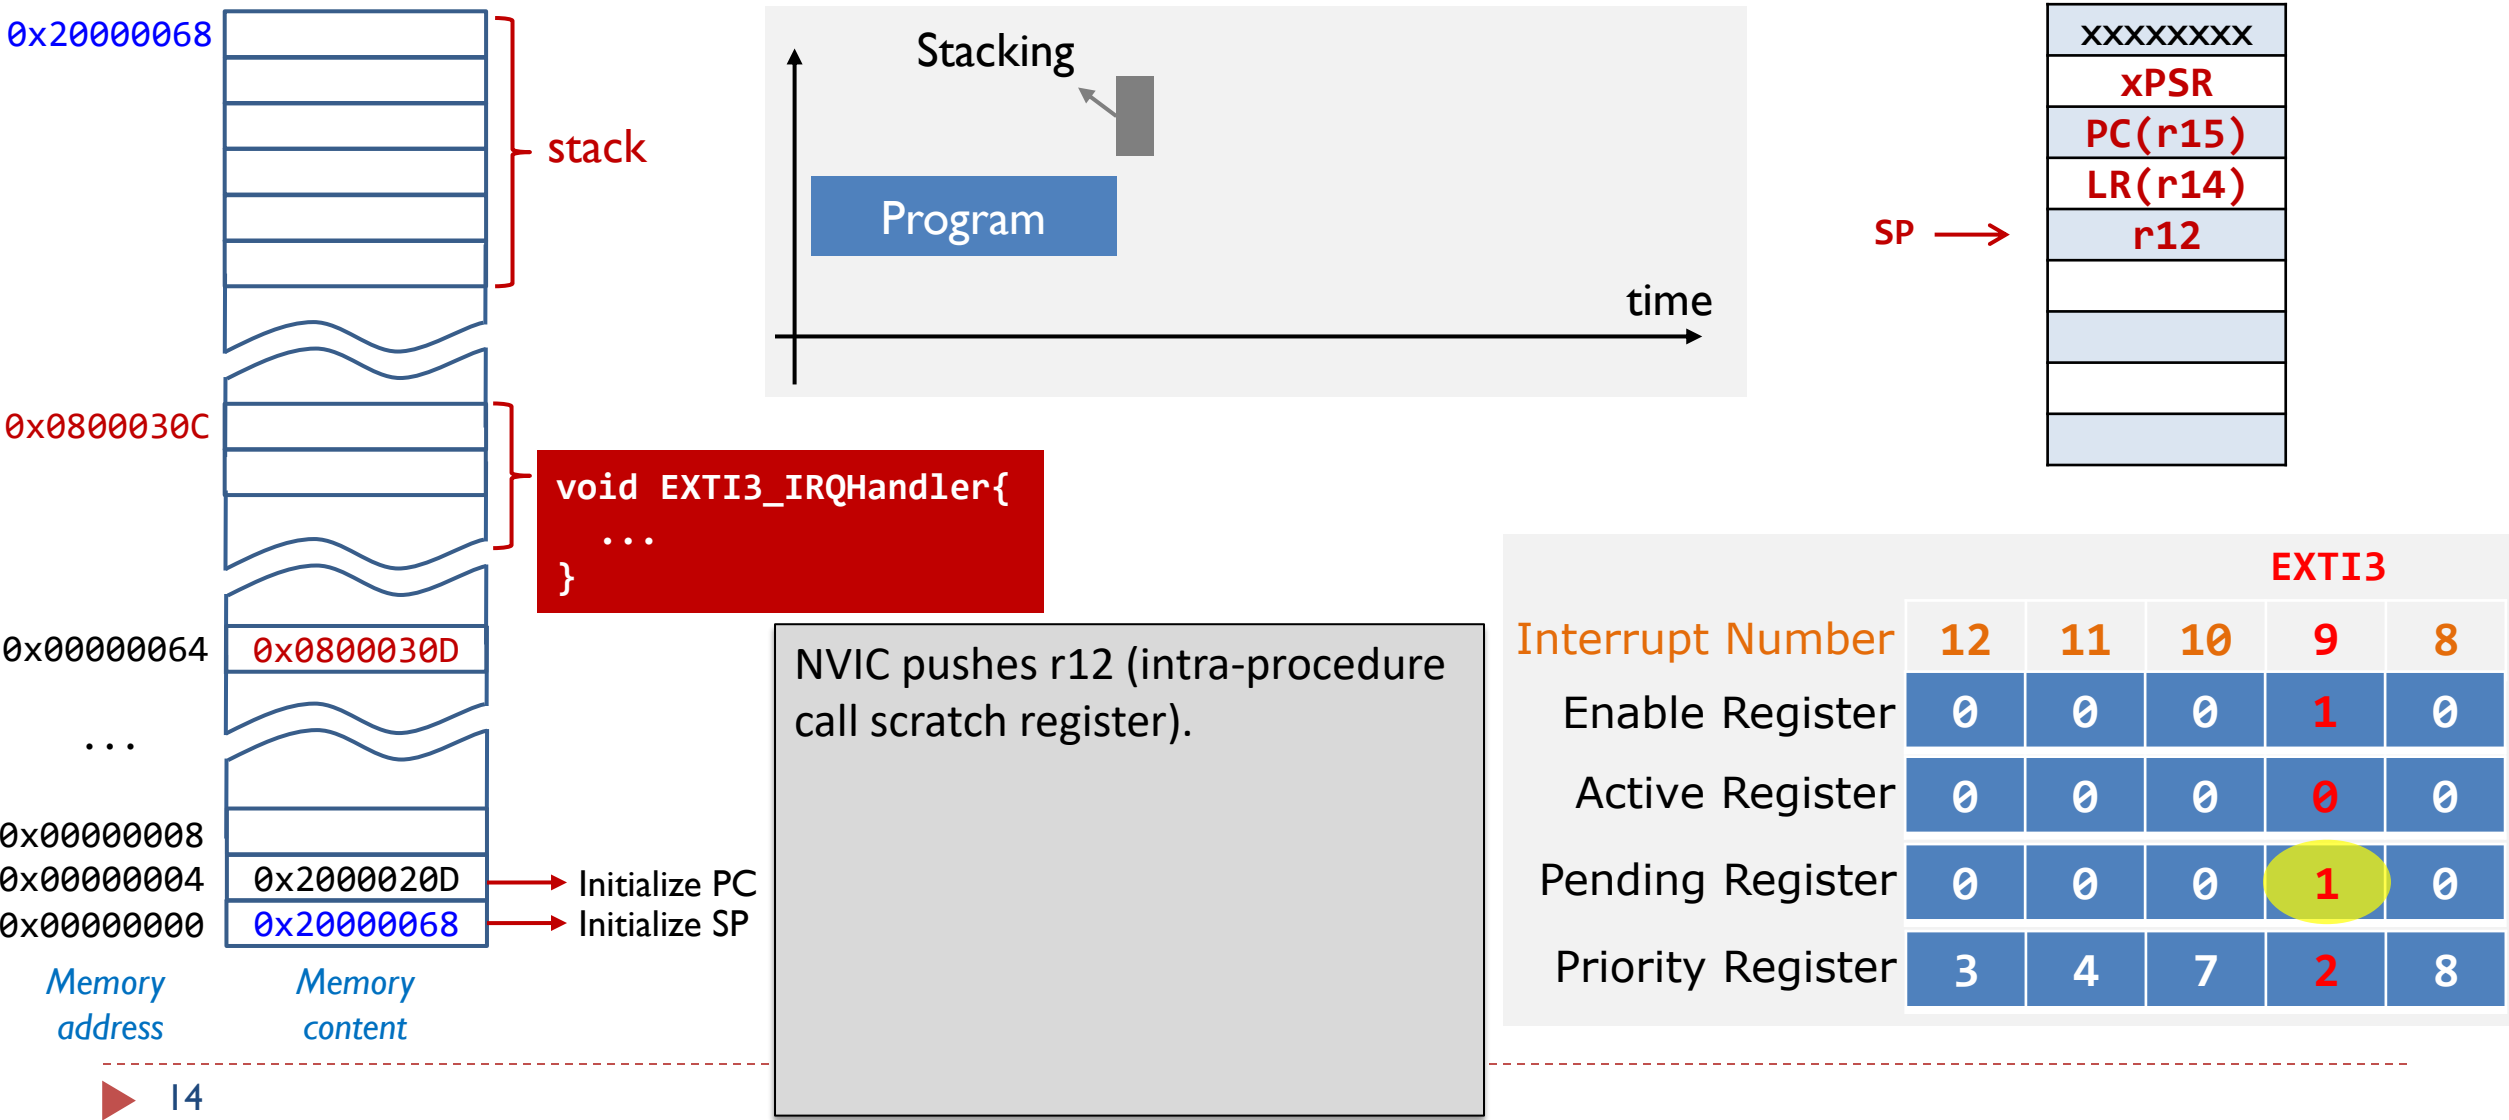 0x20000068
stack
0x0800030C
void EXTI3_IRQHandler{
...
}
0x00000064
0x0800030D
...
0x00000008
0x00000004
0x2000020D
Initialize PC
0x00000000
0x20000068
Initialize SP
Memory
address
Memory
content
Stacking
Program
time
NVIC pushes r12 (intra-procedure
call scratch register).
xxxxxxxx
xPSR
PC(r15)
LR(r14)
SP
r12
EXTI3
Interrupt Number 12 11 10 9 8
Enable Register 0 0 0 1 0
Active Register 0 0 0 0 0
Pending Register 0 0 0 1 0
Priority Register 3 4 7 2 8
14